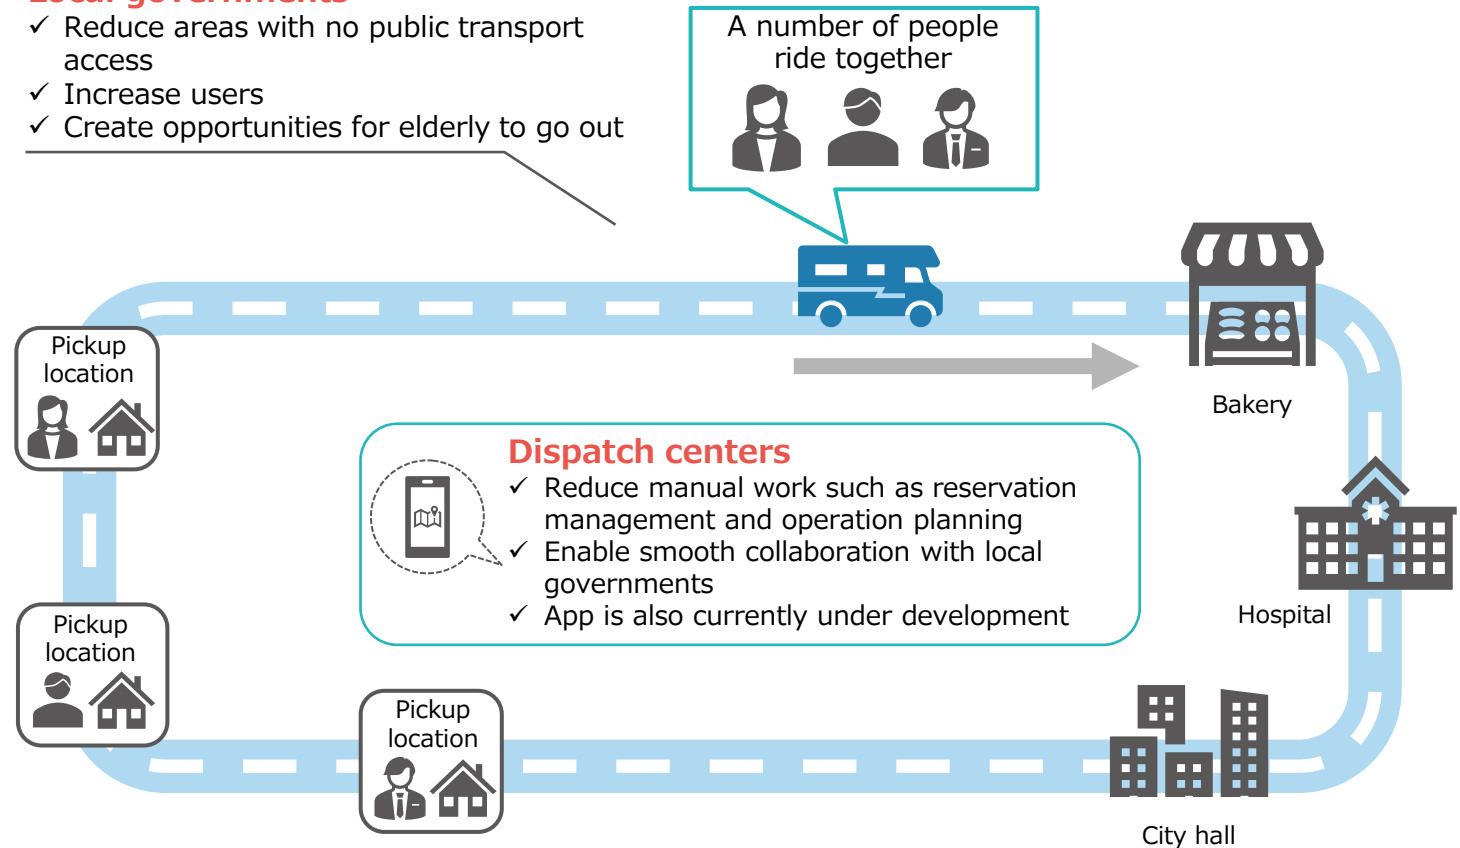 Local governments
✓ Reduce areas with no public transport
access
✓ Increase users
✓ Create opportunities for elderly to go out
A number of people
ride together
Pickup
location
Bakery
Dispatch centers
✓ Reduce manual work such as reservation
management and operation planning
✓ Enable smooth collaboration with local
governments
✓ App is also currently under development
Hospital
Pickup
location
Pickup
location
City hall